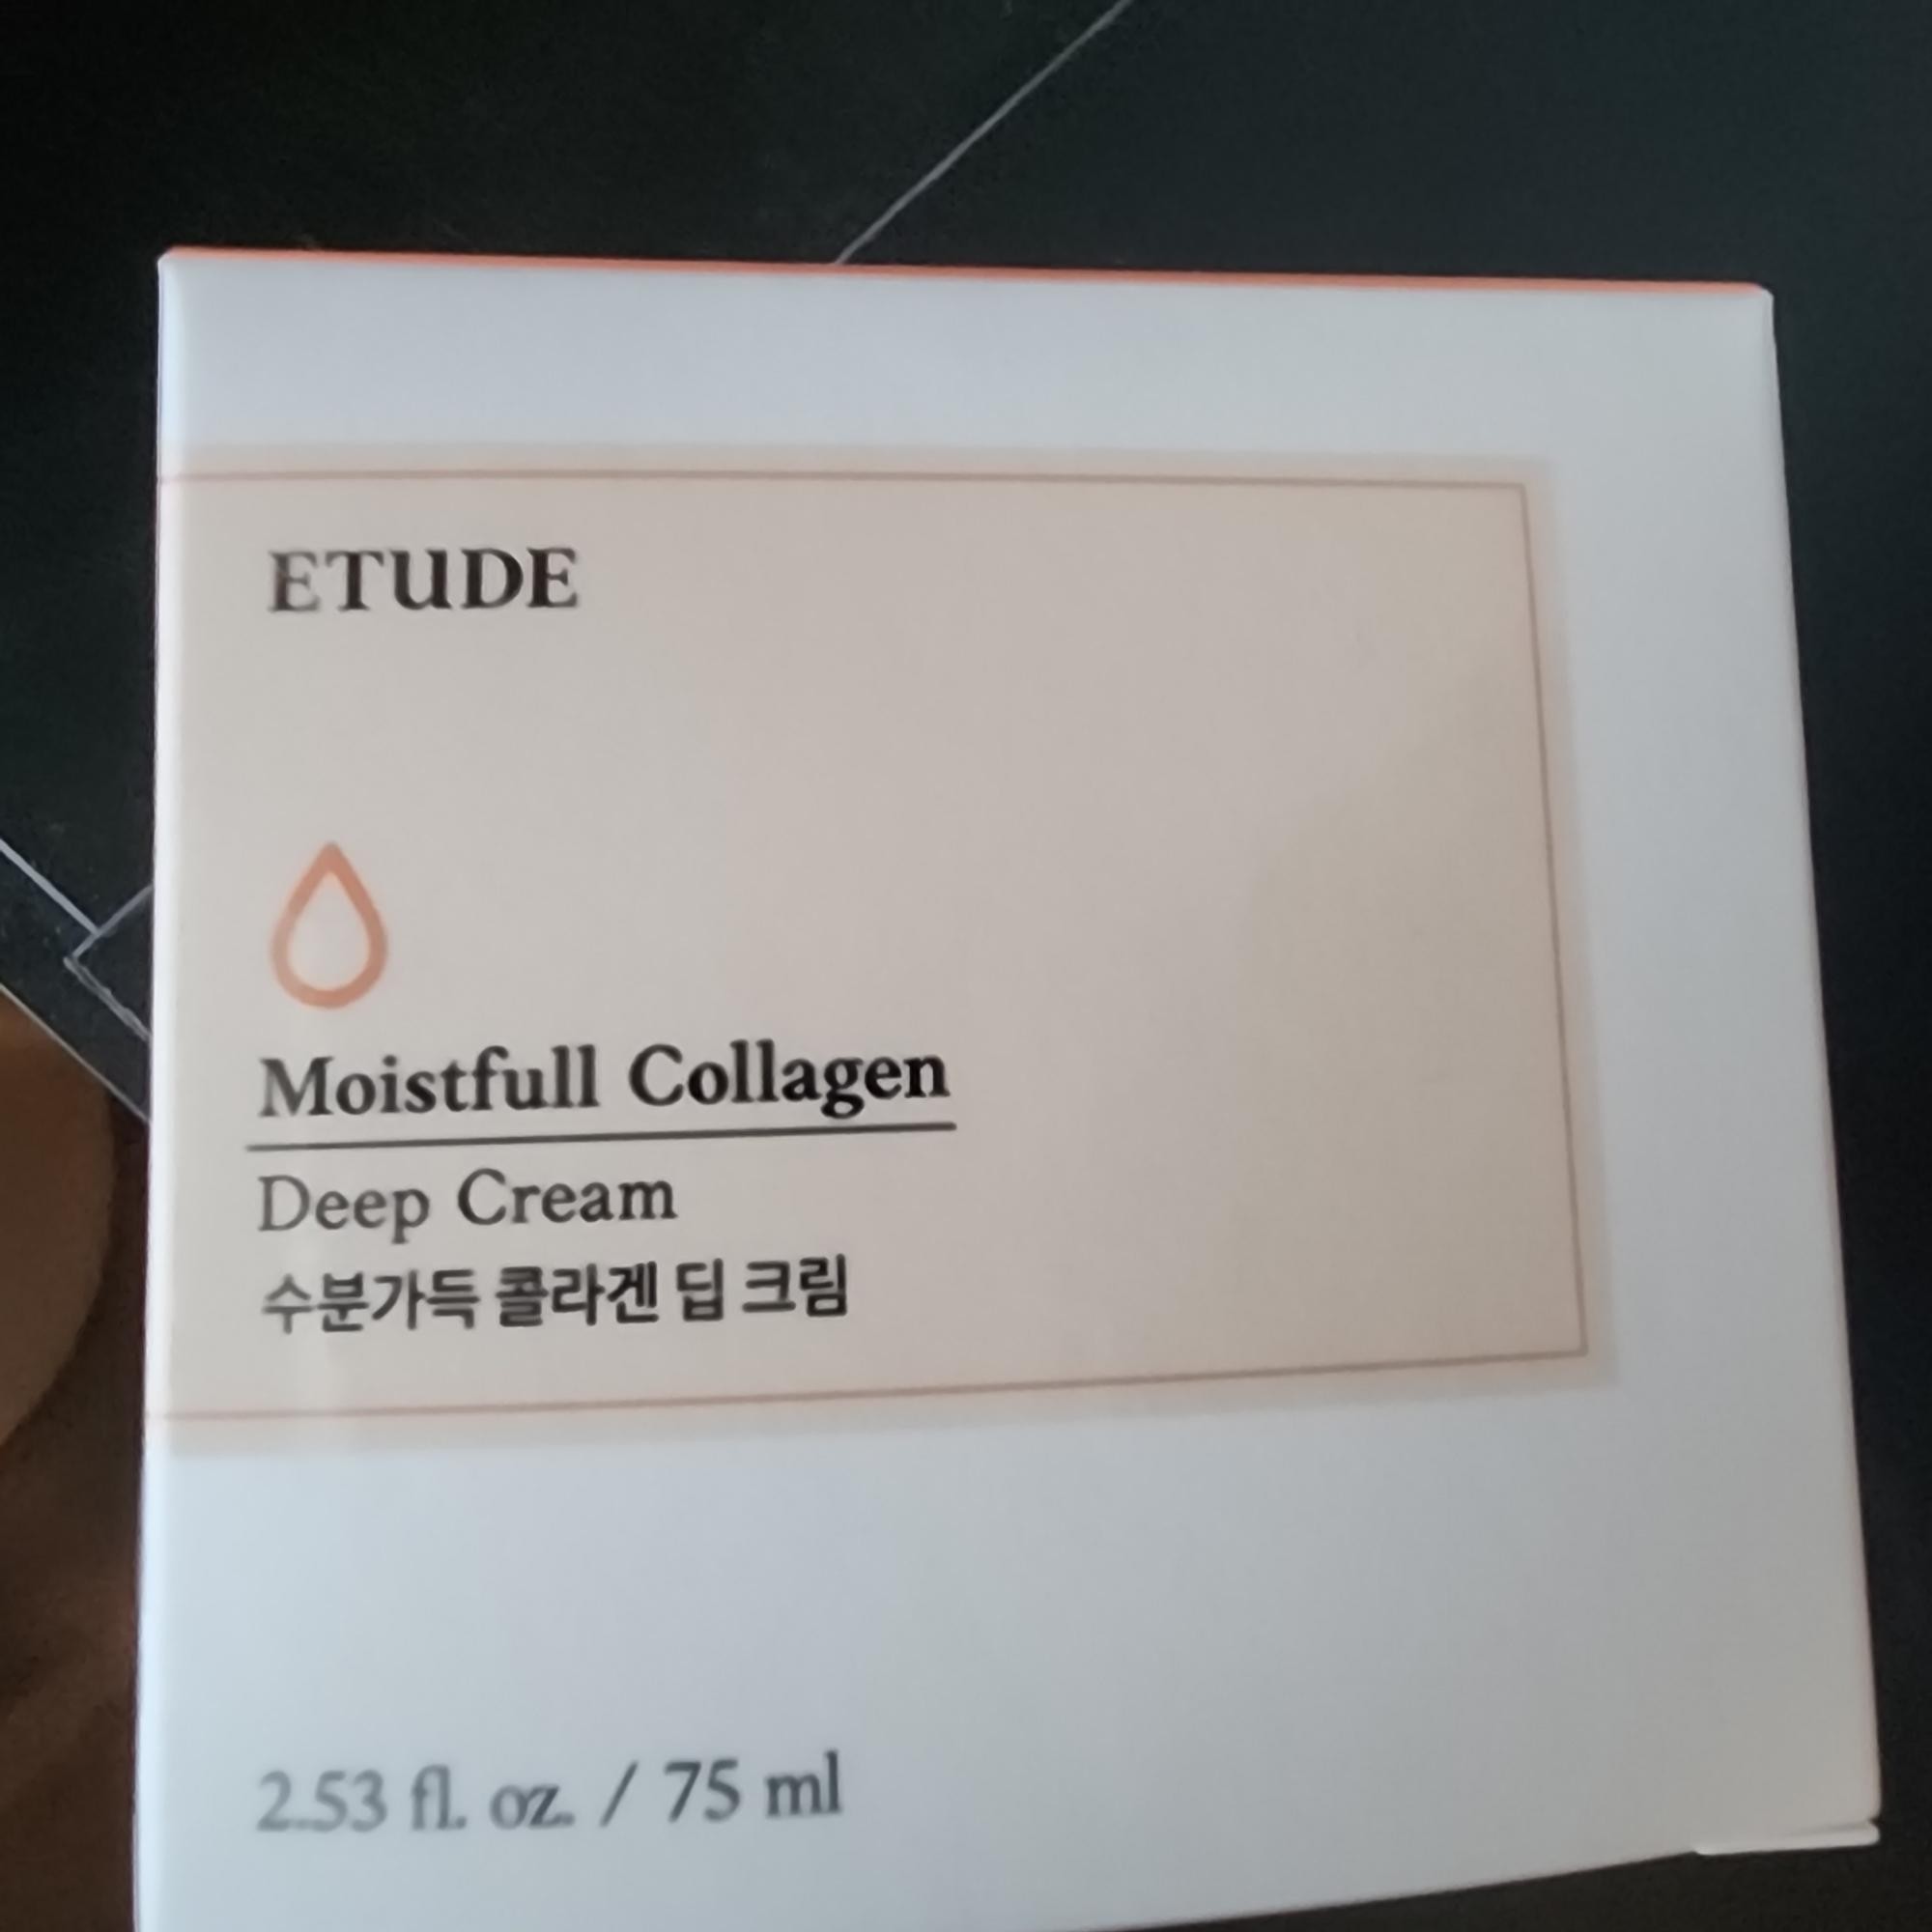 ETUDE
Moistfull Collagen
Deep Cream
수분가득 콜라겐 딥 크림
2.53 fl. oz. / 75 ml